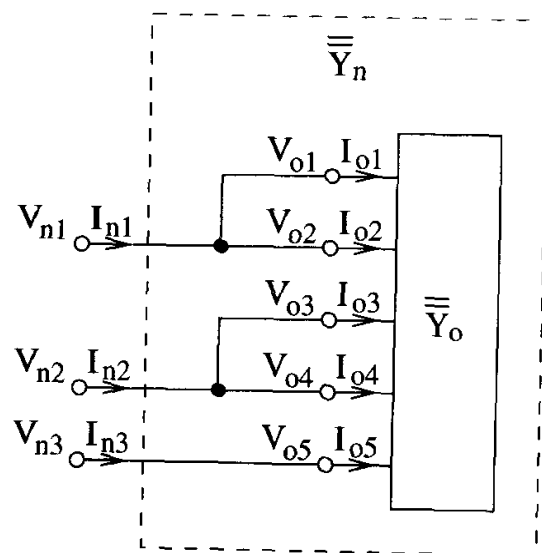 Y̿n
Vo1 Io1
Vn1 In1 Vo2 Io2
Vo3 Io3
Y̿o
Vn2 In2 Vo4 Io4
Vn3 In3 Vo5 Io5